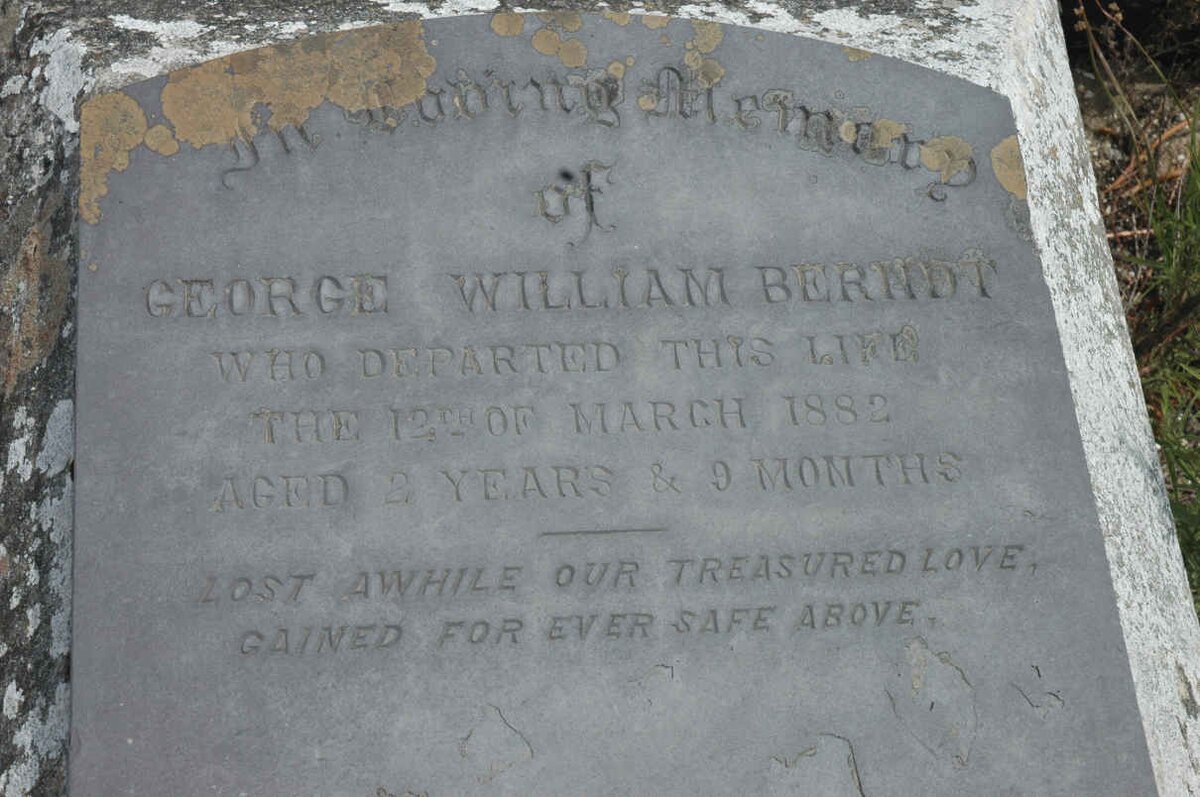 In Loving Memory
of
GEORGE WILLIAM BERNDT
WHO DEPARTED THIS LIFE
THE 12TH OF MARCH 1882
AGED 2 YEARS & 9 MONTHS
LOST AWHILE OUR TREASURED LOVE,
GAINED FOR EVER SAFE ABOVE.